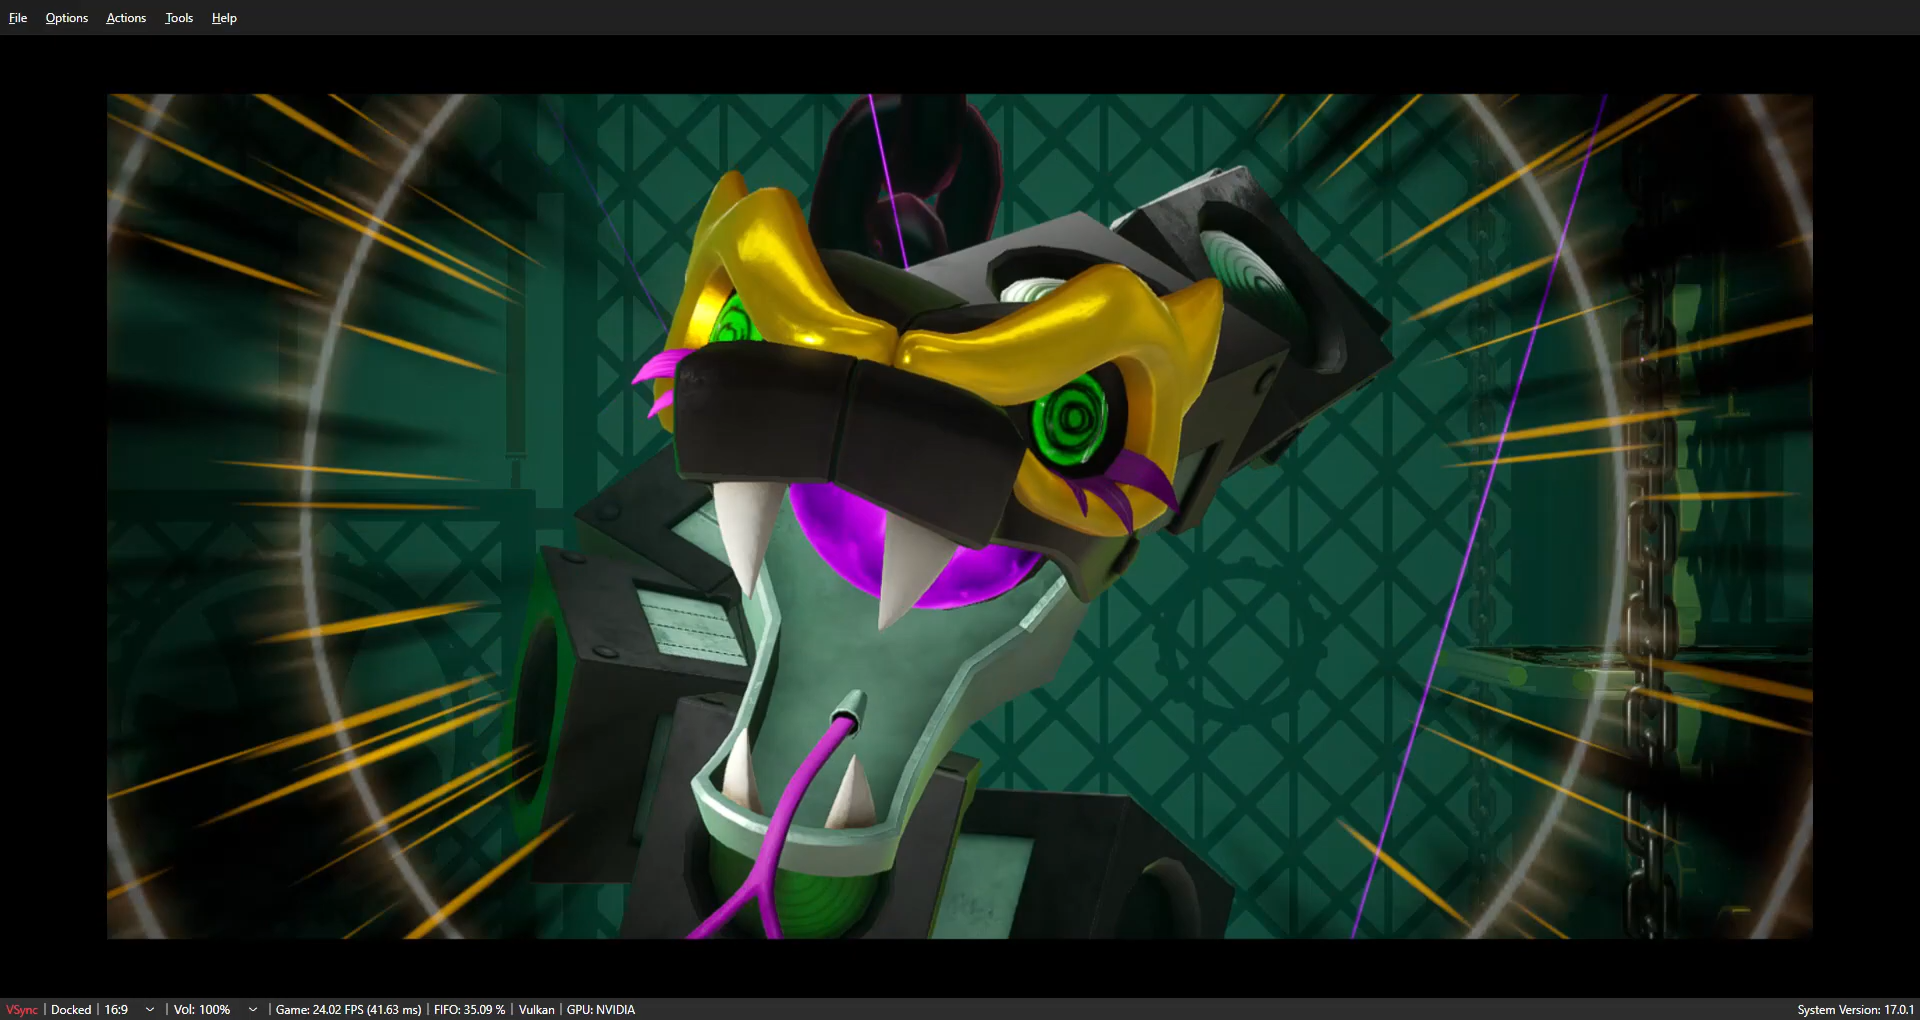 File Options Actions Tools Help
VSync | Docked | 16:9 | Vol: 100% | Game: 24.02 FPS (41.63 ms) | FIFO: 35.09 % | Vulkan | GPU: NVIDIA System Version: 17.0.1